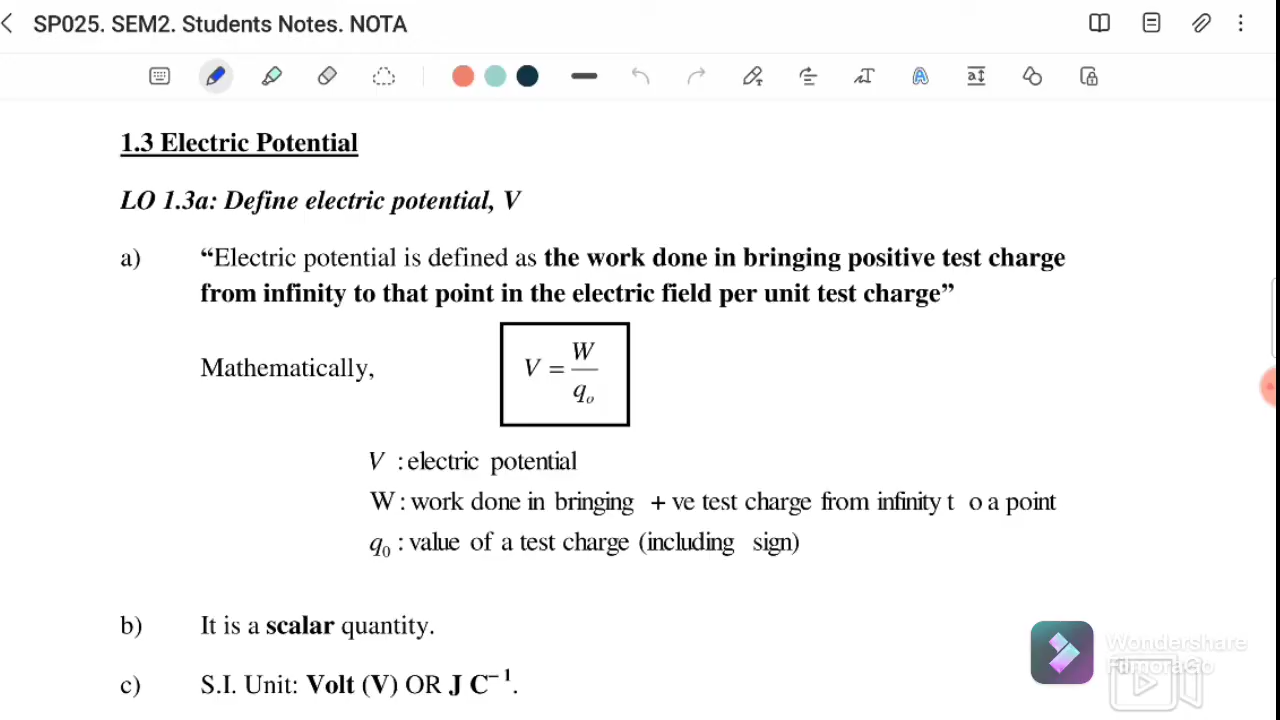 SP025. SEM2. Students Notes. NOTA
1.3 Electric Potential
LO 1.3a: Define electric potential, V
a) “Electric potential is defined as the work done in bringing positive test charge
from infinity to that point in the electric field per unit test charge”
Mathematically, V = W/qₒ
V : electric potential
W : work done in bringing + ve test charge from infinity t o a point
q₀ : value of a test charge (including sign)
b) It is a scalar quantity.
c) S.I. Unit: Volt (V) OR J C⁻¹.
Wondershare
FilmoraGo